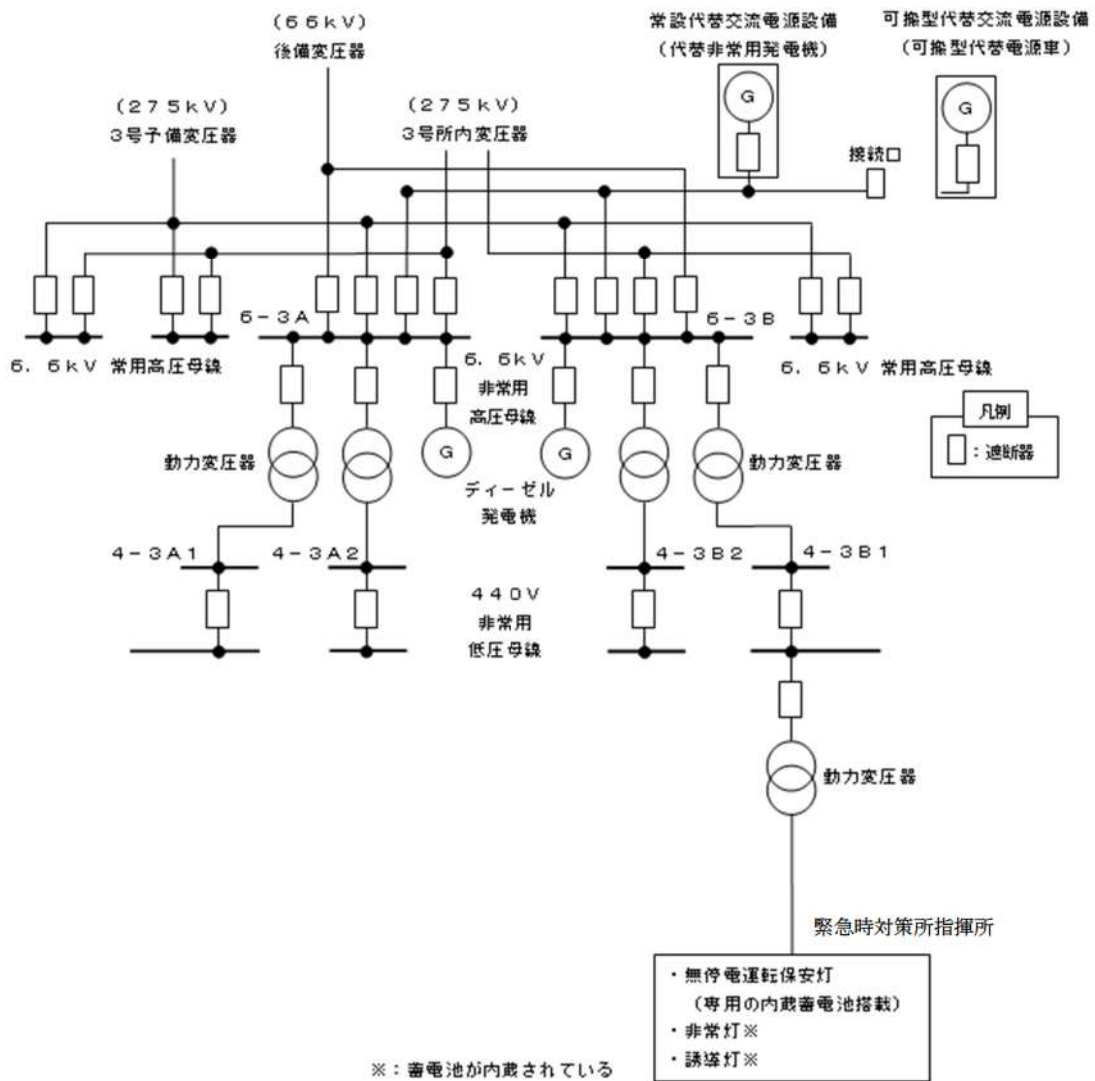 (66kV)
後備変圧器
常設代替交流電源設備
(代替非常用発電機)
可搬型代替交流電源設備
(可搬型代替電源車)
G
G
(275kV)
3号予備変圧器
(275kV)
3号所内変圧器
接続口
6-3A
6-3B
6.6kV 常用高圧母線
6.6kV
非常用
高圧母線
6.6kV 常用高圧母線
凡例
:遮断器
動力変圧器
G
G
動力変圧器
ディーゼル
発電機
4-3A1
4-3A2
4-3B2
4-3B1
440V
非常用
低圧母線
動力変圧器
緊急時対策所指揮所
・無停電運転保安灯
(専用の内蔵蓄電池搭載)
・非常灯※
・誘導灯※
※:蓄電池が内蔵されている